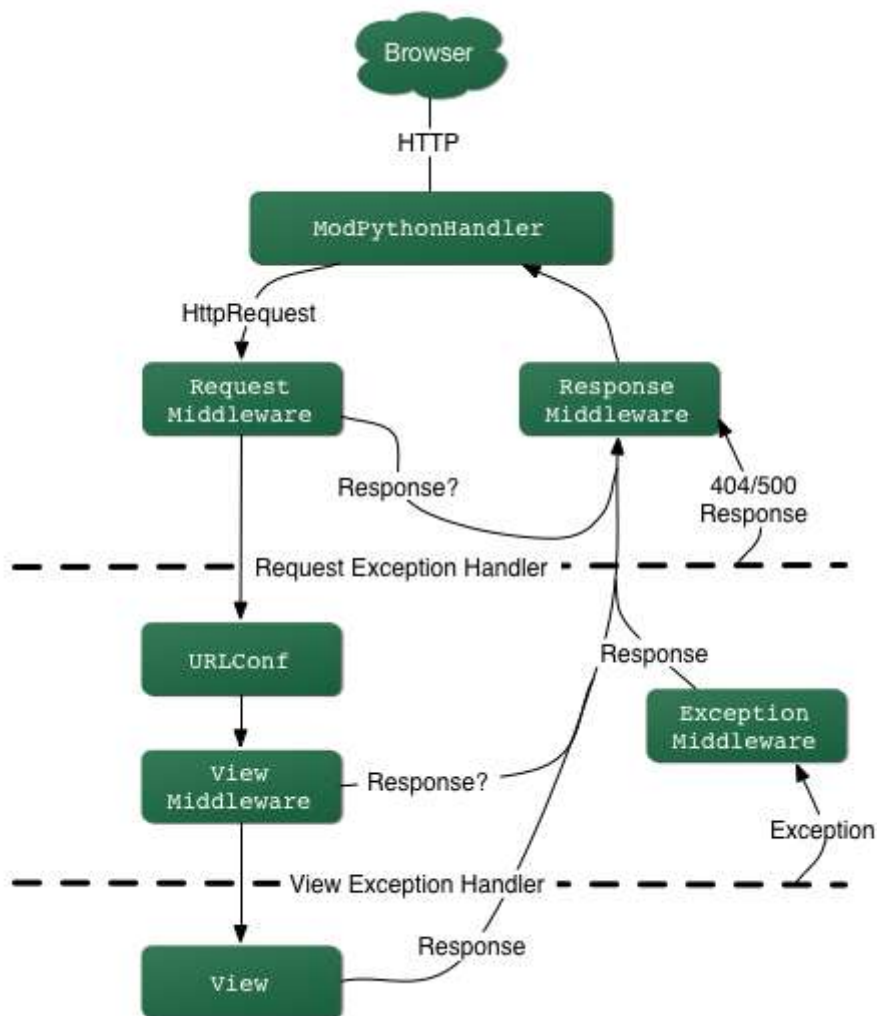 Browser
HTTP
ModPythonHandler
HttpRequest
Request
Middleware
Response
Middleware
Response?
404/500
Response
Request Exception Handler
URLConf
Response
Exception
Middleware
View
Middleware
Response?
Exception
View Exception Handler
Response
View